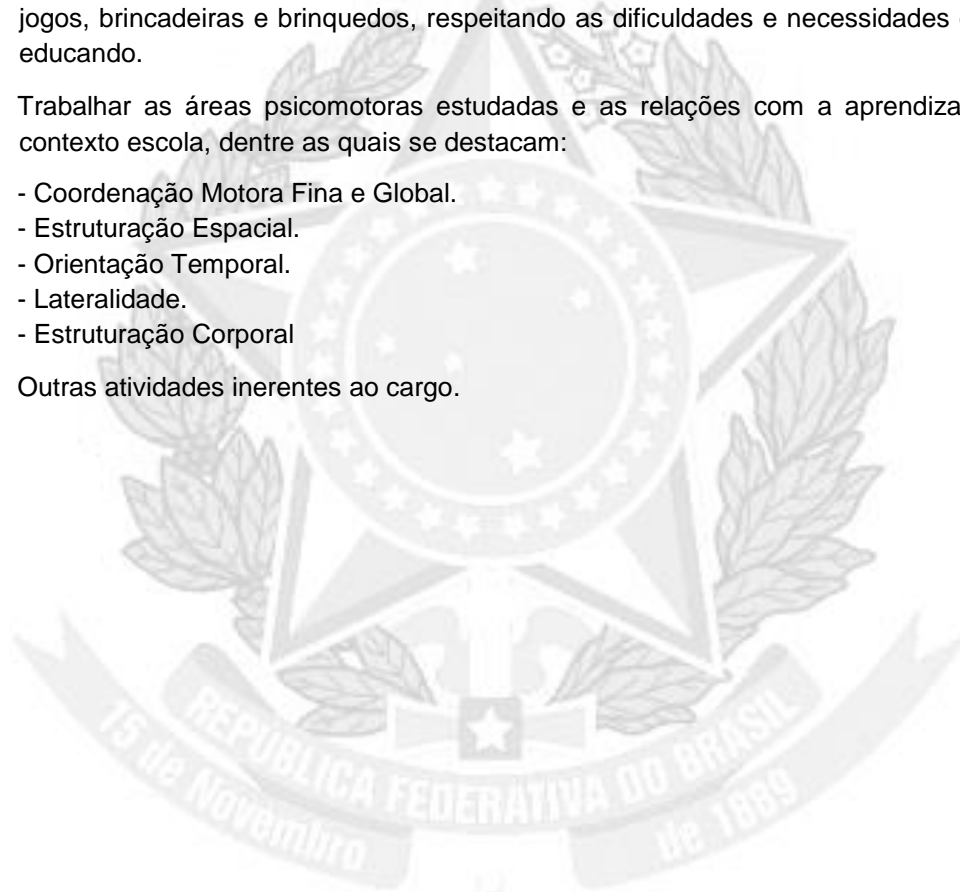 jogos, brincadeiras e brinquedos, respeitando as dificuldades e necessidades
educando.
Trabalhar as áreas psicomotoras estudadas e as relações com a
contexto escola, dentre as quais se destacam:
- Coordenação Motora Fina e Global.
- Estruturação Espacial.
- Orientação Temporal.
- Lateralidade.
- Estruturação Corporal
Outras atividades inerentes ao cargo.
REPÚBLICA FEDERATIVA DO BRASIL
15 de Novembro de 1889